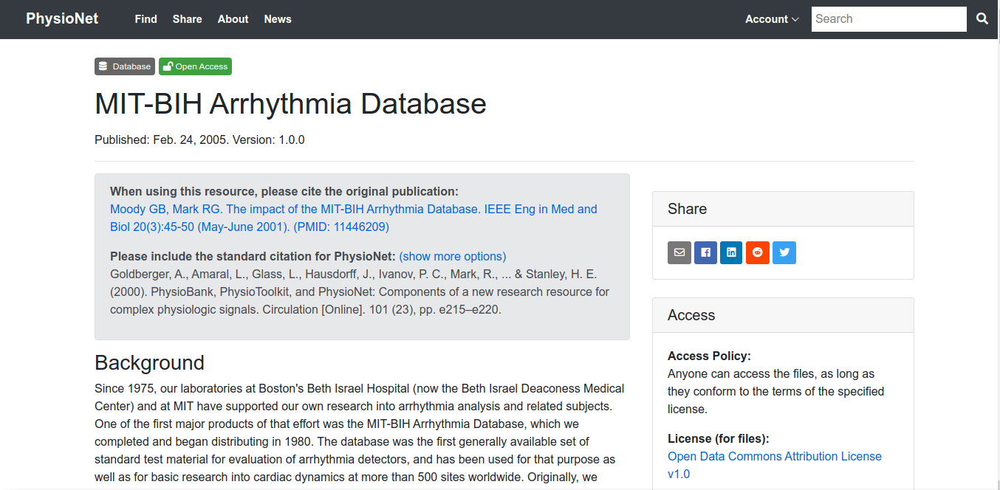 PhysioNet Find Share About News Account Search
Database Open Access
MIT-BIH Arrhythmia Database
Published: Feb. 24, 2005. Version: 1.0.0
When using this resource, please cite the original publication:
Moody GB, Mark RG. The impact of the MIT-BIH Arrhythmia Database. IEEE Eng in Med and
Biol 20(3):45-50 (May-June 2001). (PMID: 11446209)
Please include the standard citation for PhysioNet: (show more options)
Goldberger, A., Amaral, L., Glass, L., Hausdorff, J., Ivanov, P. C., Mark, R., ... & Stanley, H. E.
(2000). PhysioBank, PhysioToolkit, and PhysioNet: Components of a new research resource for
complex physiologic signals. Circulation [Online]. 101 (23), pp. e215–e220.
Background
Since 1975, our laboratories at Boston's Beth Israel Hospital (now the Beth Israel Deaconess Medical
Center) and at MIT have supported our own research into arrhythmia analysis and related subjects.
One of the first major products of that effort was the MIT-BIH Arrhythmia Database, which we
completed and began distributing in 1980. The database was the first generally available set of
standard test material for evaluation of arrhythmia detectors, and has been used for that purpose as
well as for basic research into cardiac dynamics at more than 500 sites worldwide. Originally, we
Share
Access
Access Policy:
Anyone can access the files, as long as
they conform to the terms of the specified
license.
License (for files):
Open Data Commons Attribution License
v1.0